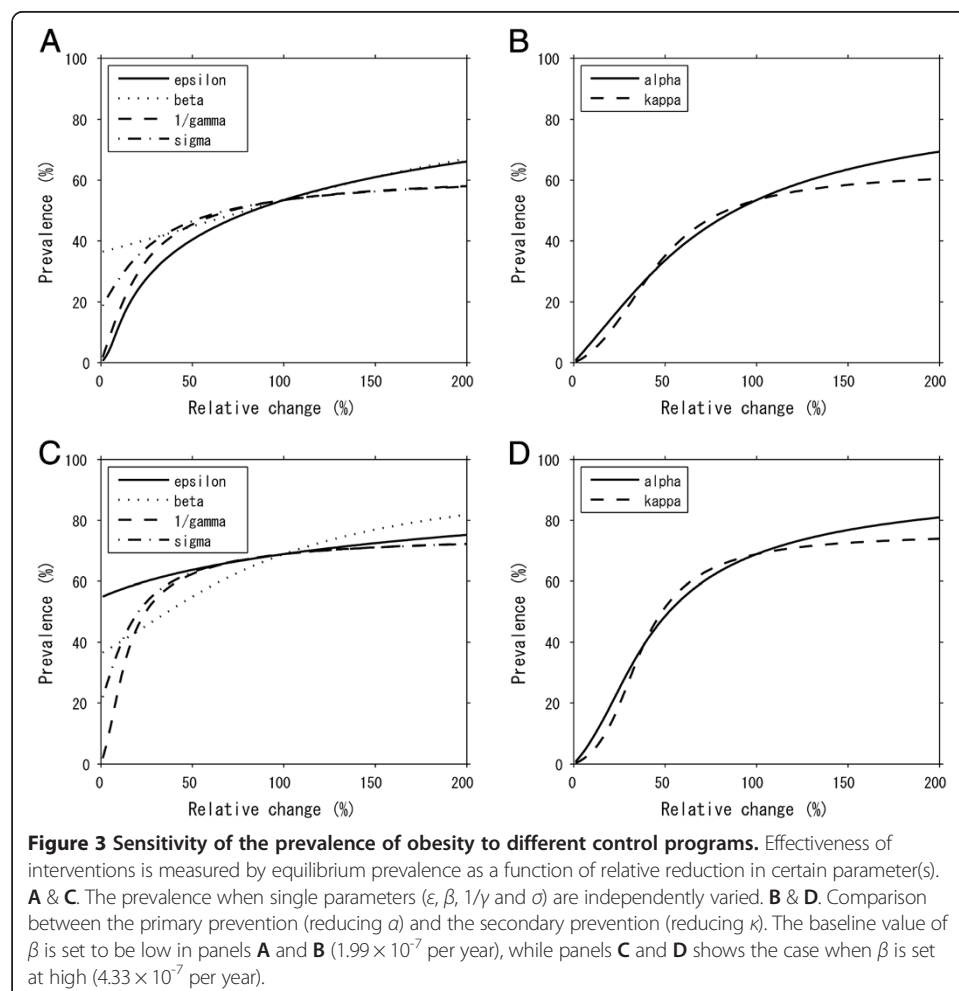 A
B
100
80
60
40
20
0
Prevalence (%)
epsilon
beta
1/gamma
sigma
0 50 100 150 200
Relative change (%)
100
80
60
40
20
0
Prevalence (%)
alpha
kappa
0 50 100 150 200
Relative change (%)
C
D
100
80
60
40
20
0
Prevalence (%)
epsilon
beta
1/gamma
sigma
0 50 100 150 200
Relative change (%)
100
80
60
40
20
0
Prevalence (%)
alpha
kappa
0 50 100 150 200
Relative change (%)
Figure 3 Sensitivity of the prevalence of obesity to different control programs. Effectiveness of
interventions is measured by equilibrium prevalence as a function of relative reduction in certain parameter(s).
A & C. The prevalence when single parameters (ε, β, 1/γ and σ) are independently varied. B & D. Comparison
between the primary prevention (reducing α) and the secondary prevention (reducing κ). The baseline value of
β is set to be low in panels A and B (1.99 × 10⁻⁷ per year), while panels C and D shows the case when β is set
at high (4.33 × 10⁻⁷ per year).